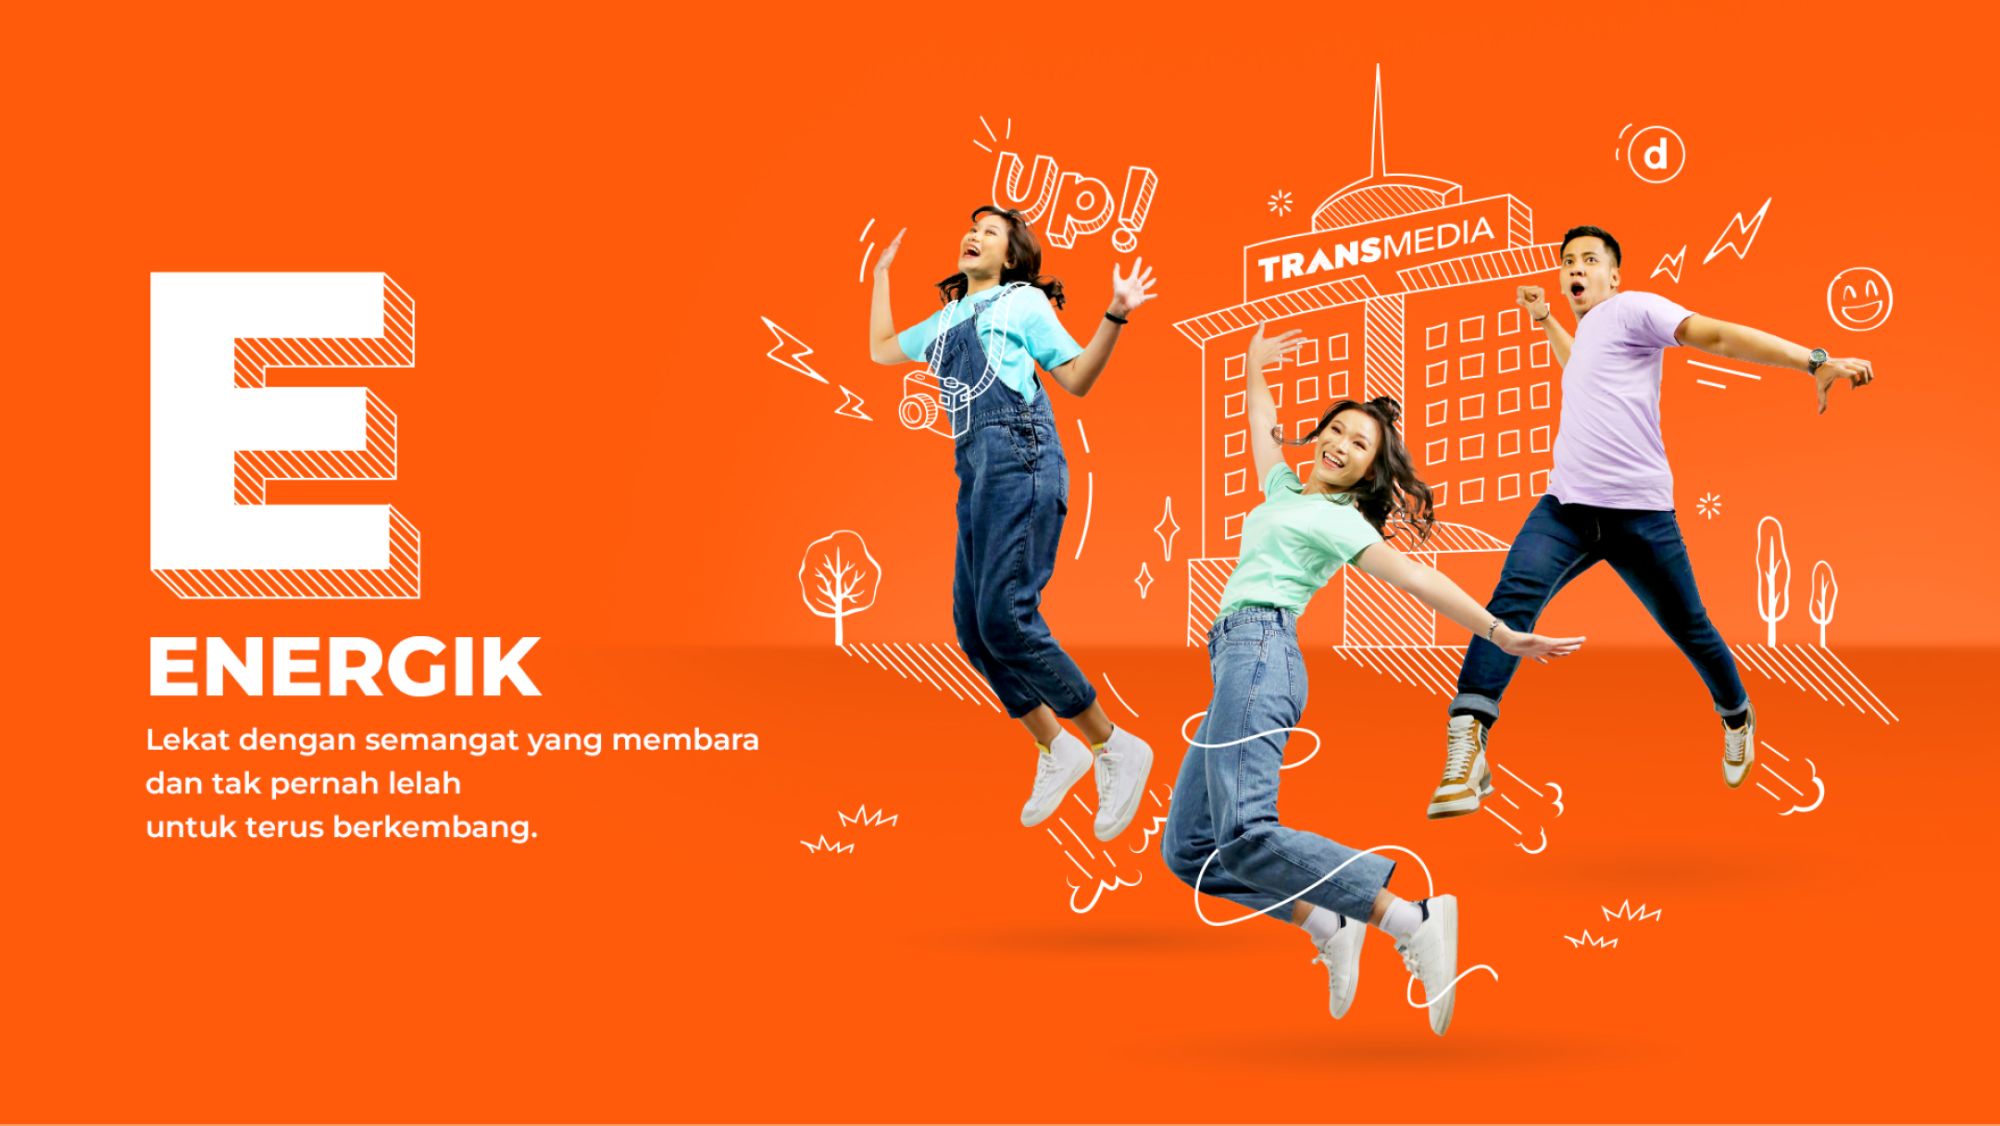 E
ENERGIK
Lekat dengan semangat yang membara
dan tak pernah lelah
untuk terus berkembang.
Up!
TRANSMEDIA
d